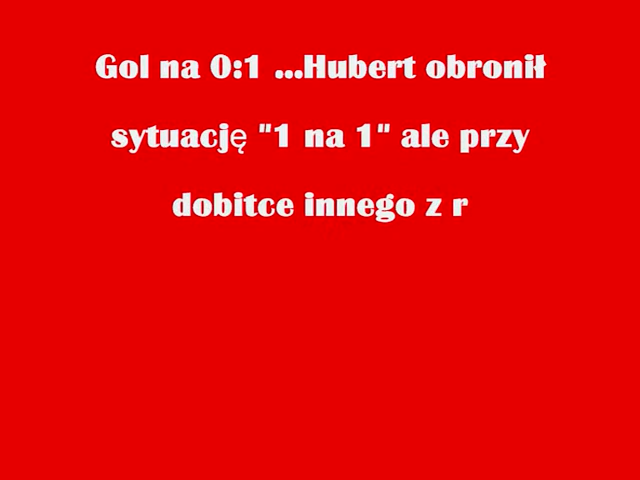 Gol na 0:1 ...Hubert obronił
sytuację "1 na 1" ale przy
dobitce innego z r